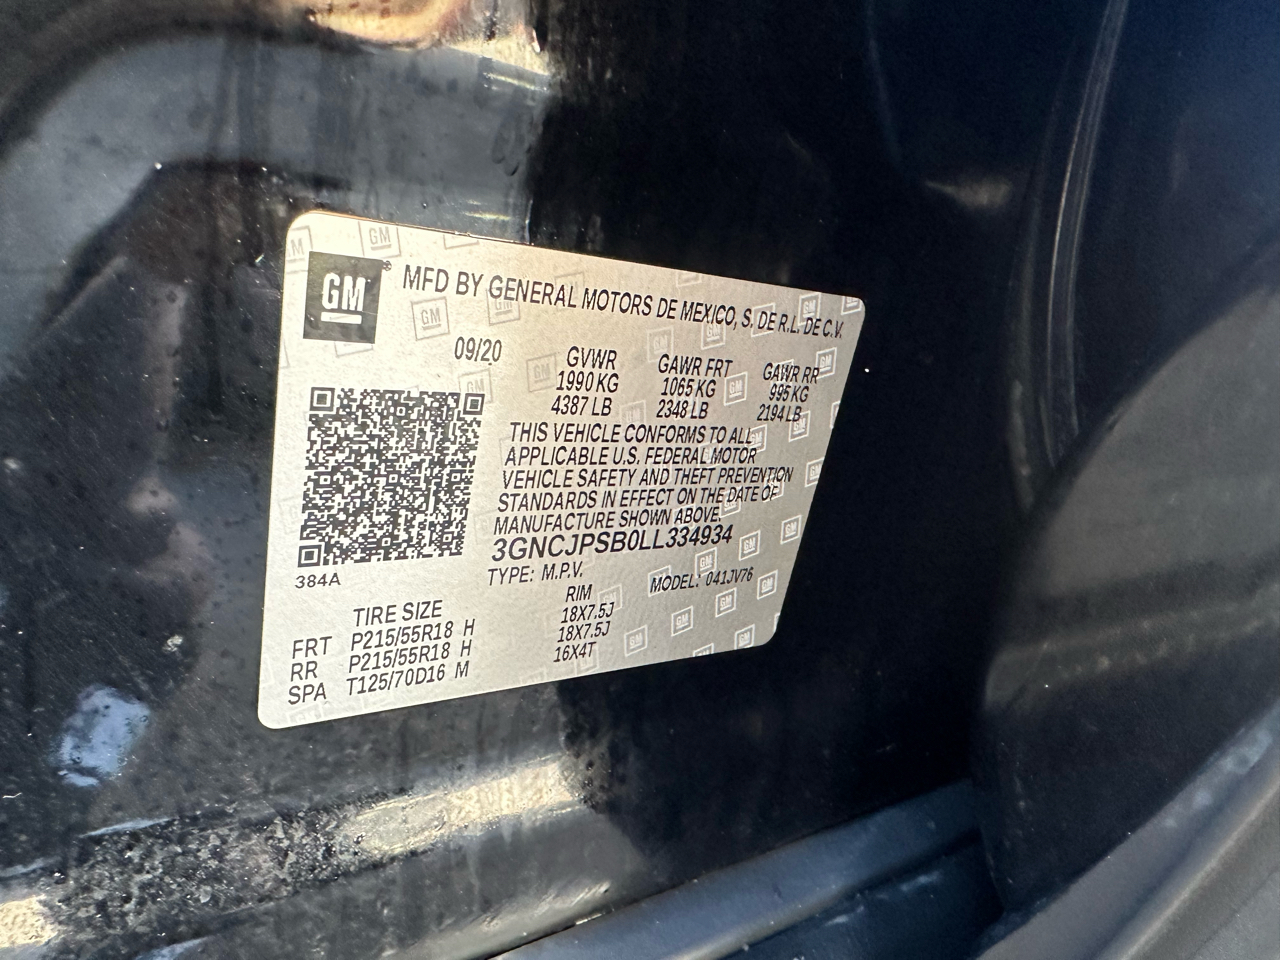 GM MFD BY GENERAL MOTORS DE MEXICO, S. DE R.L. DE C.V.
09/20
GVWR GAWR FRT GAWR RR
1990 KG 1065 KG 995 KG
4387 LB 2348 LB 2194 LB
THIS VEHICLE CONFORMS TO ALL
APPLICABLE U.S. FEDERAL MOTOR
VEHICLE SAFETY AND THEFT PREVENTION
STANDARDS IN EFFECT ON THE DATE OF
MANUFACTURE SHOWN ABOVE.
3GNCJPSB0LL334934
TYPE: M.P.V. MODEL: 041JV76
384A
TIRE SIZE RIM
FRT P215/55R18 H 18X7.5J
RR P215/55R18 H 18X7.5J
SPA T125/70D16 M 16X4T